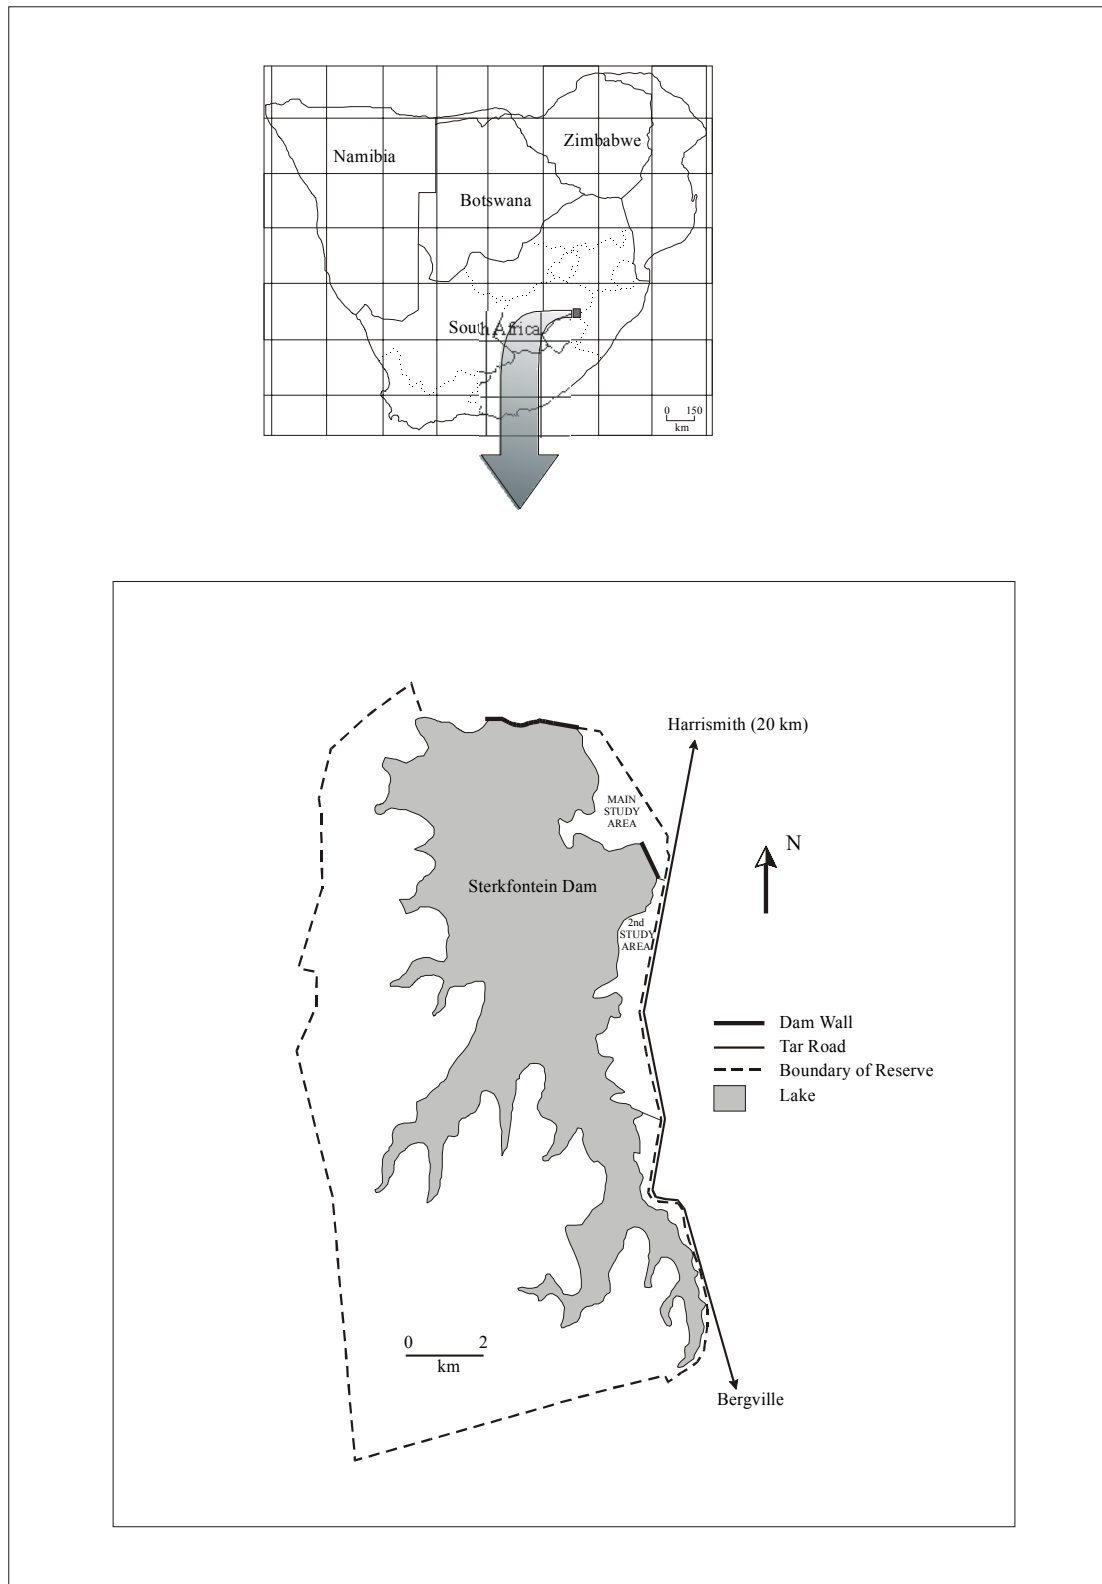 Zimbabwe
Namibia
Botswana
South Africa
0 150
km
Harrismith (20 km)
MAIN
STUDY
AREA
N
Sterkfontein Dam
2nd
STUDY
AREA
Dam Wall
Tar Road
Boundary of Reserve
Lake
0 2
km
Bergville